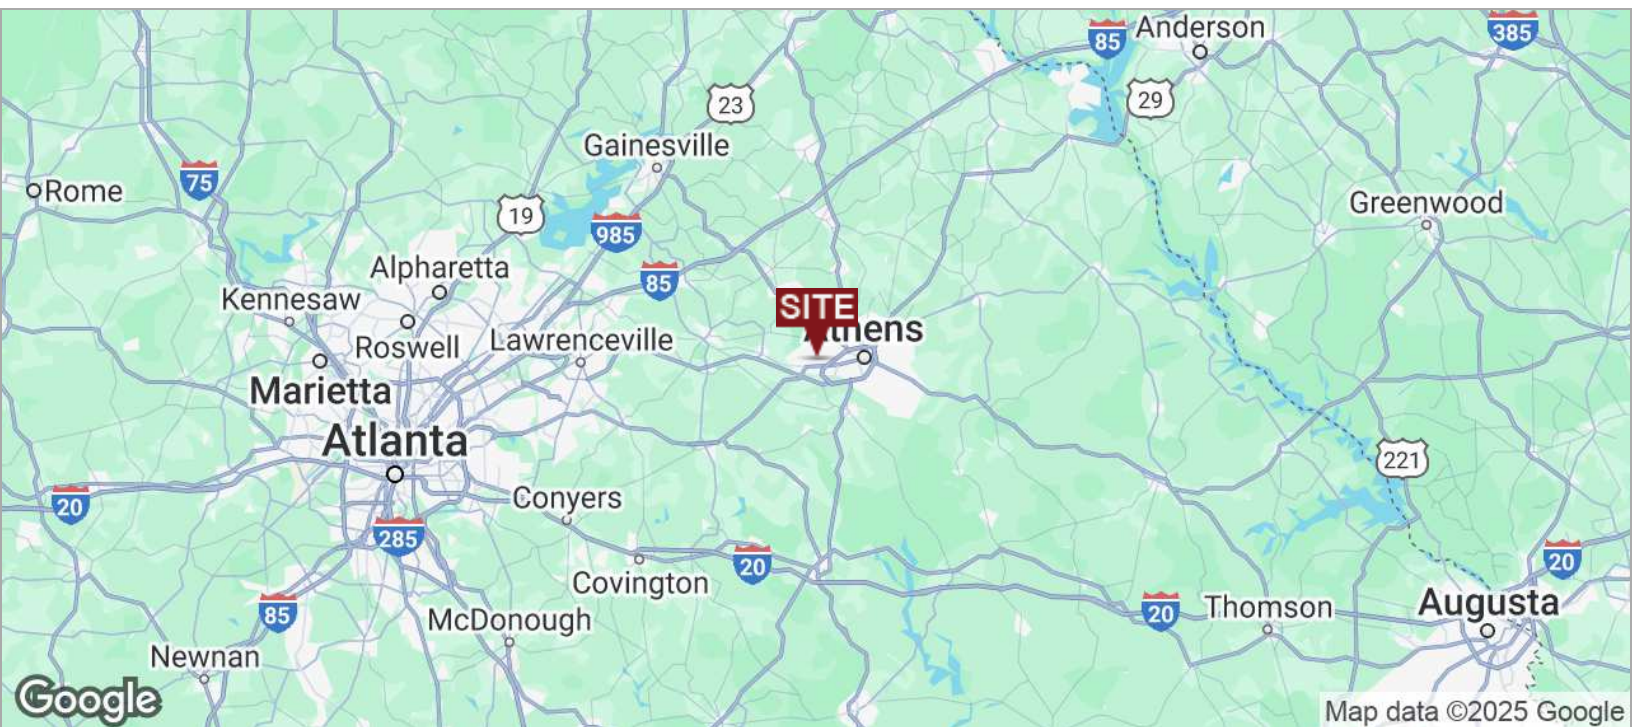 Anderson
85
385
29
23
Gainesville
75
Rome
19
Greenwood
985
Alpharetta
85
Kennesaw
SITE
Athens
Roswell
Lawrenceville
Marietta
Atlanta
221
20
Conyers
285
20
20
Covington
85
McDonough
20
Thomson
Augusta
Newnan
Google
Map data ©2025 Google